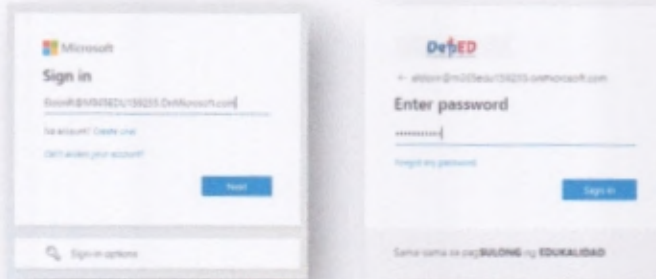 Microsoft
Sign in
No account? Create one!
Can't access your account?
Next
Sign-in options
DepED
Enter password
Forgot my password
Sign in
Sama-sama sa pagSULONG ng EDUKALIDAD